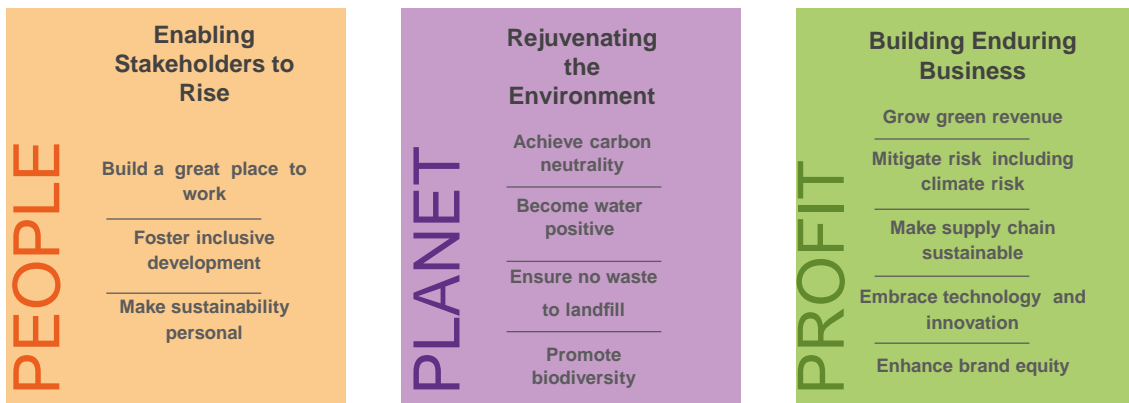 PEOPLE
Enabling
Stakeholders to
Rise
Build a great place to
work
Foster inclusive
development
Make sustainability
personal
PLANET
Rejuvenating
the
Environment
Achieve carbon
neutrality
Become water
positive
Ensure no waste
to landfill
Promote
biodiversity
PROFIT
Building Enduring
Business
Grow green revenue
Mitigate risk including
climate risk
Make supply chain
sustainable
Embrace technology and
innovation
Enhance brand equity